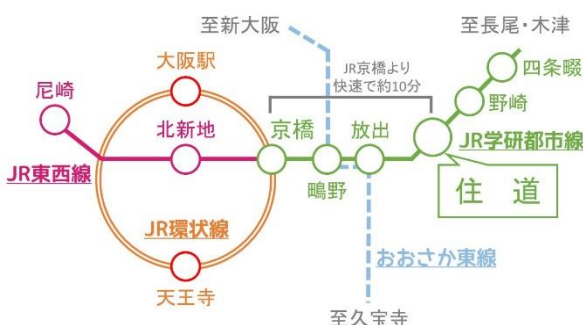 至新大阪
至長尾・木津
大阪駅
JR京橋より
快速で約10分
四条畷
尼崎
野崎
北新地
京橋
放出
JR学研都市線
JR東西線
鴫野
住 道
JR環状線
おおさか東線
天王寺
至久宝寺